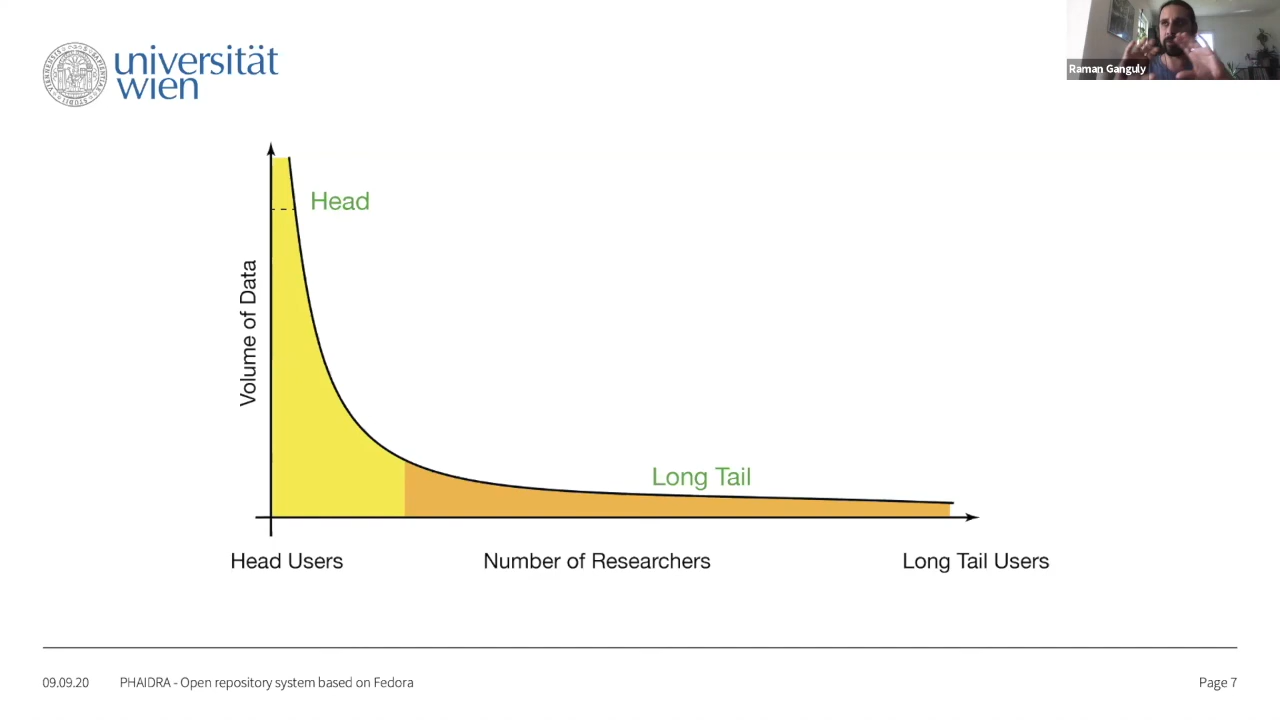 universität
wien
Raman Ganguly
Head
Volume of Data
Long Tail
Head Users
Number of Researchers
Long Tail Users
09.09.20
PHAIDRA - Open repository system based on Fedora
Page 7